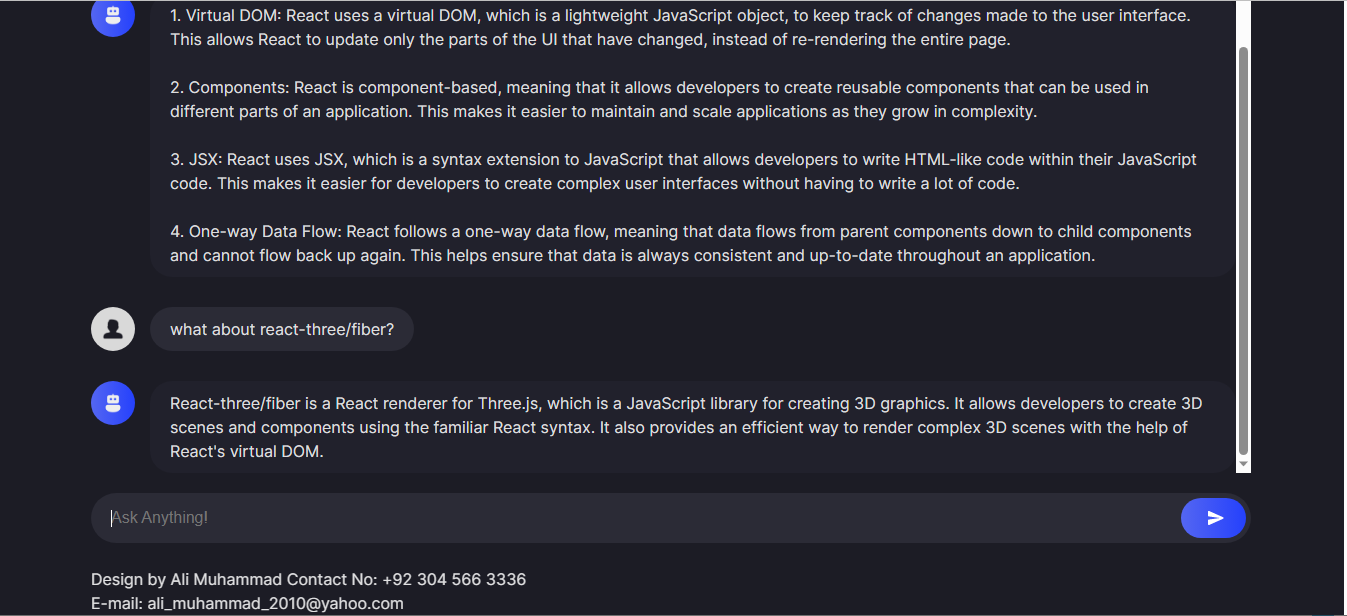 1. Virtual DOM: React uses a virtual DOM, which is a lightweight JavaScript object, to keep track of changes made to the user interface.
This allows React to update only the parts of the UI that have changed, instead of re-rendering the entire page.
2. Components: React is component-based, meaning that it allows developers to create reusable components that can be used in
different parts of an application. This makes it easier to maintain and scale applications as they grow in complexity.
3. JSX: React uses JSX, which is a syntax extension to JavaScript that allows developers to write HTML-like code within their JavaScript
code. This makes it easier for developers to create complex user interfaces without having to write a lot of code.
4. One-way Data Flow: React follows a one-way data flow, meaning that data flows from parent components down to child components
and cannot flow back up again. This helps ensure that data is always consistent and up-to-date throughout an application.
what about react-three/fiber?
React-three/fiber is a React renderer for Three.js, which is a JavaScript library for creating 3D graphics. It allows developers to create 3D
scenes and components using the familiar React syntax. It also provides an efficient way to render complex 3D scenes with the help of
React's virtual DOM.
Ask Anything!
Design by Ali Muhammad Contact No: +92 304 566 3336
E-mail: ali_muhammad_2010@yahoo.com